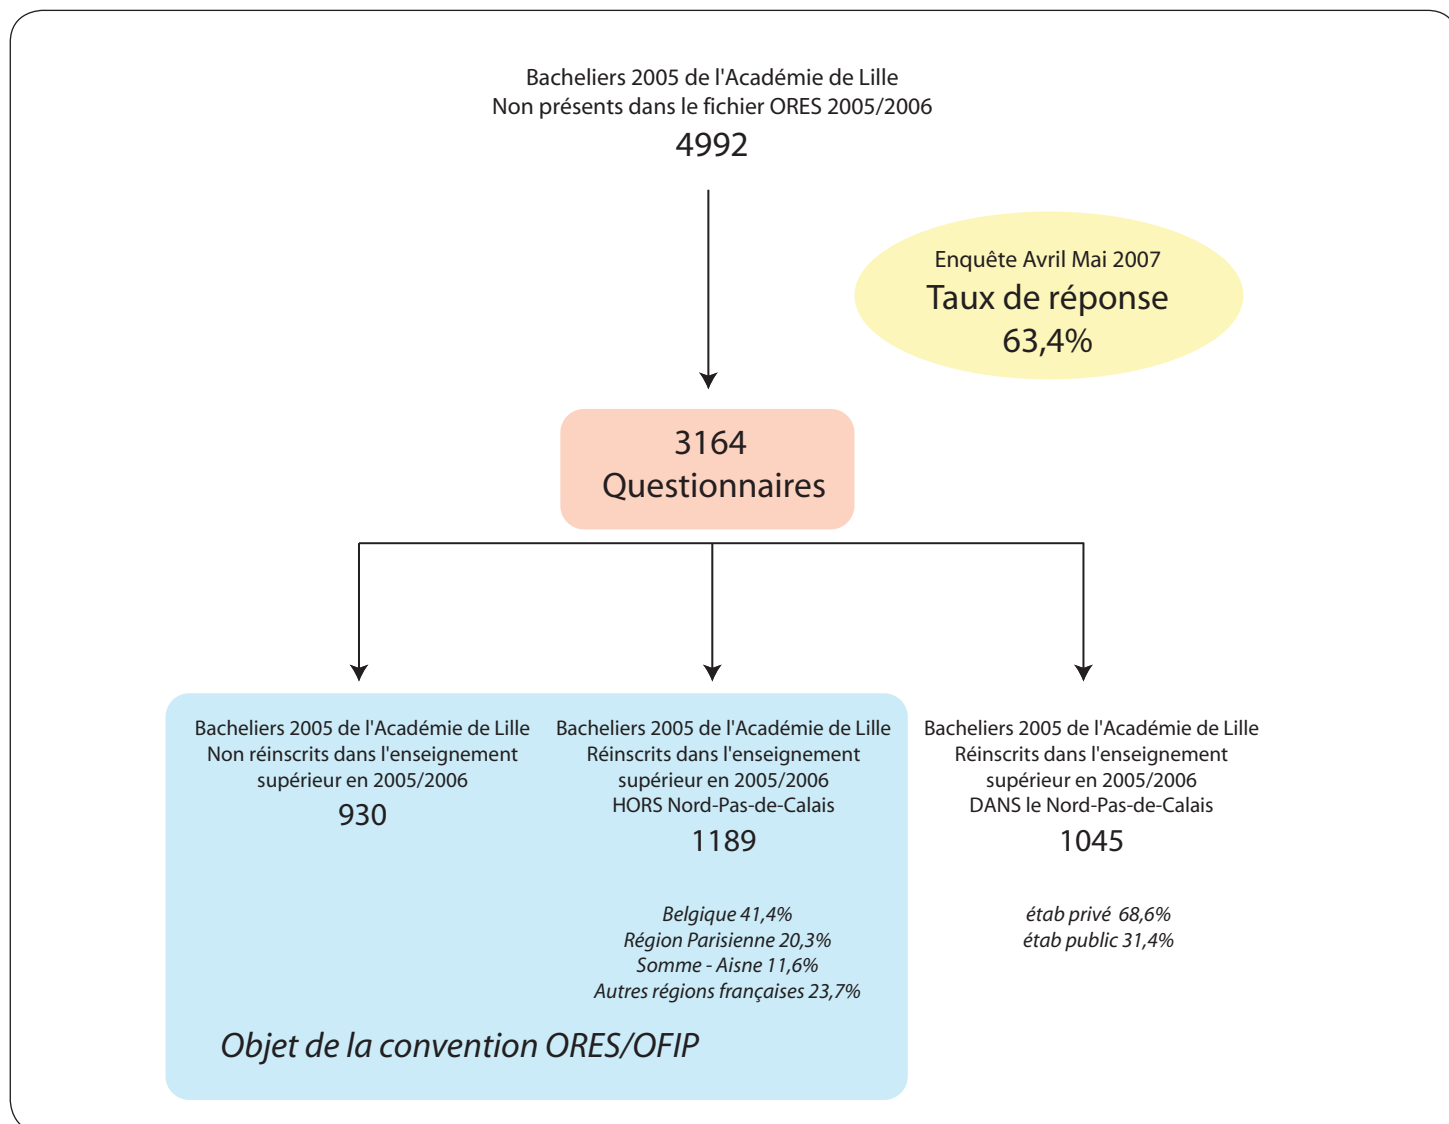 Bacheliers 2005 de l'Académie de Lille
Non présents dans le fichier ORES 2005/2006
4992
Enquête Avril Mai 2007
Taux de réponse
63,4%
3164
Questionnaires
Bacheliers 2005 de l'Académie de Lille
Non réinscrits dans l'enseignement
supérieur en 2005/2006
930
Bacheliers 2005 de l'Académie de Lille
Réinscrits dans l'enseignement
supérieur en 2005/2006
HORS Nord-Pas-de-Calais
1189
Belgique 41,4%
Région Parisienne 20,3%
Somme - Aisne 11,6%
Autres régions françaises 23,7%
Bacheliers 2005 de l'Académie de Lille
Réinscrits dans l'enseignement
supérieur en 2005/2006
DANS le Nord-Pas-de-Calais
1045
étab privé 68,6%
étab public 31,4%
Objet de la convention ORES/OFIP